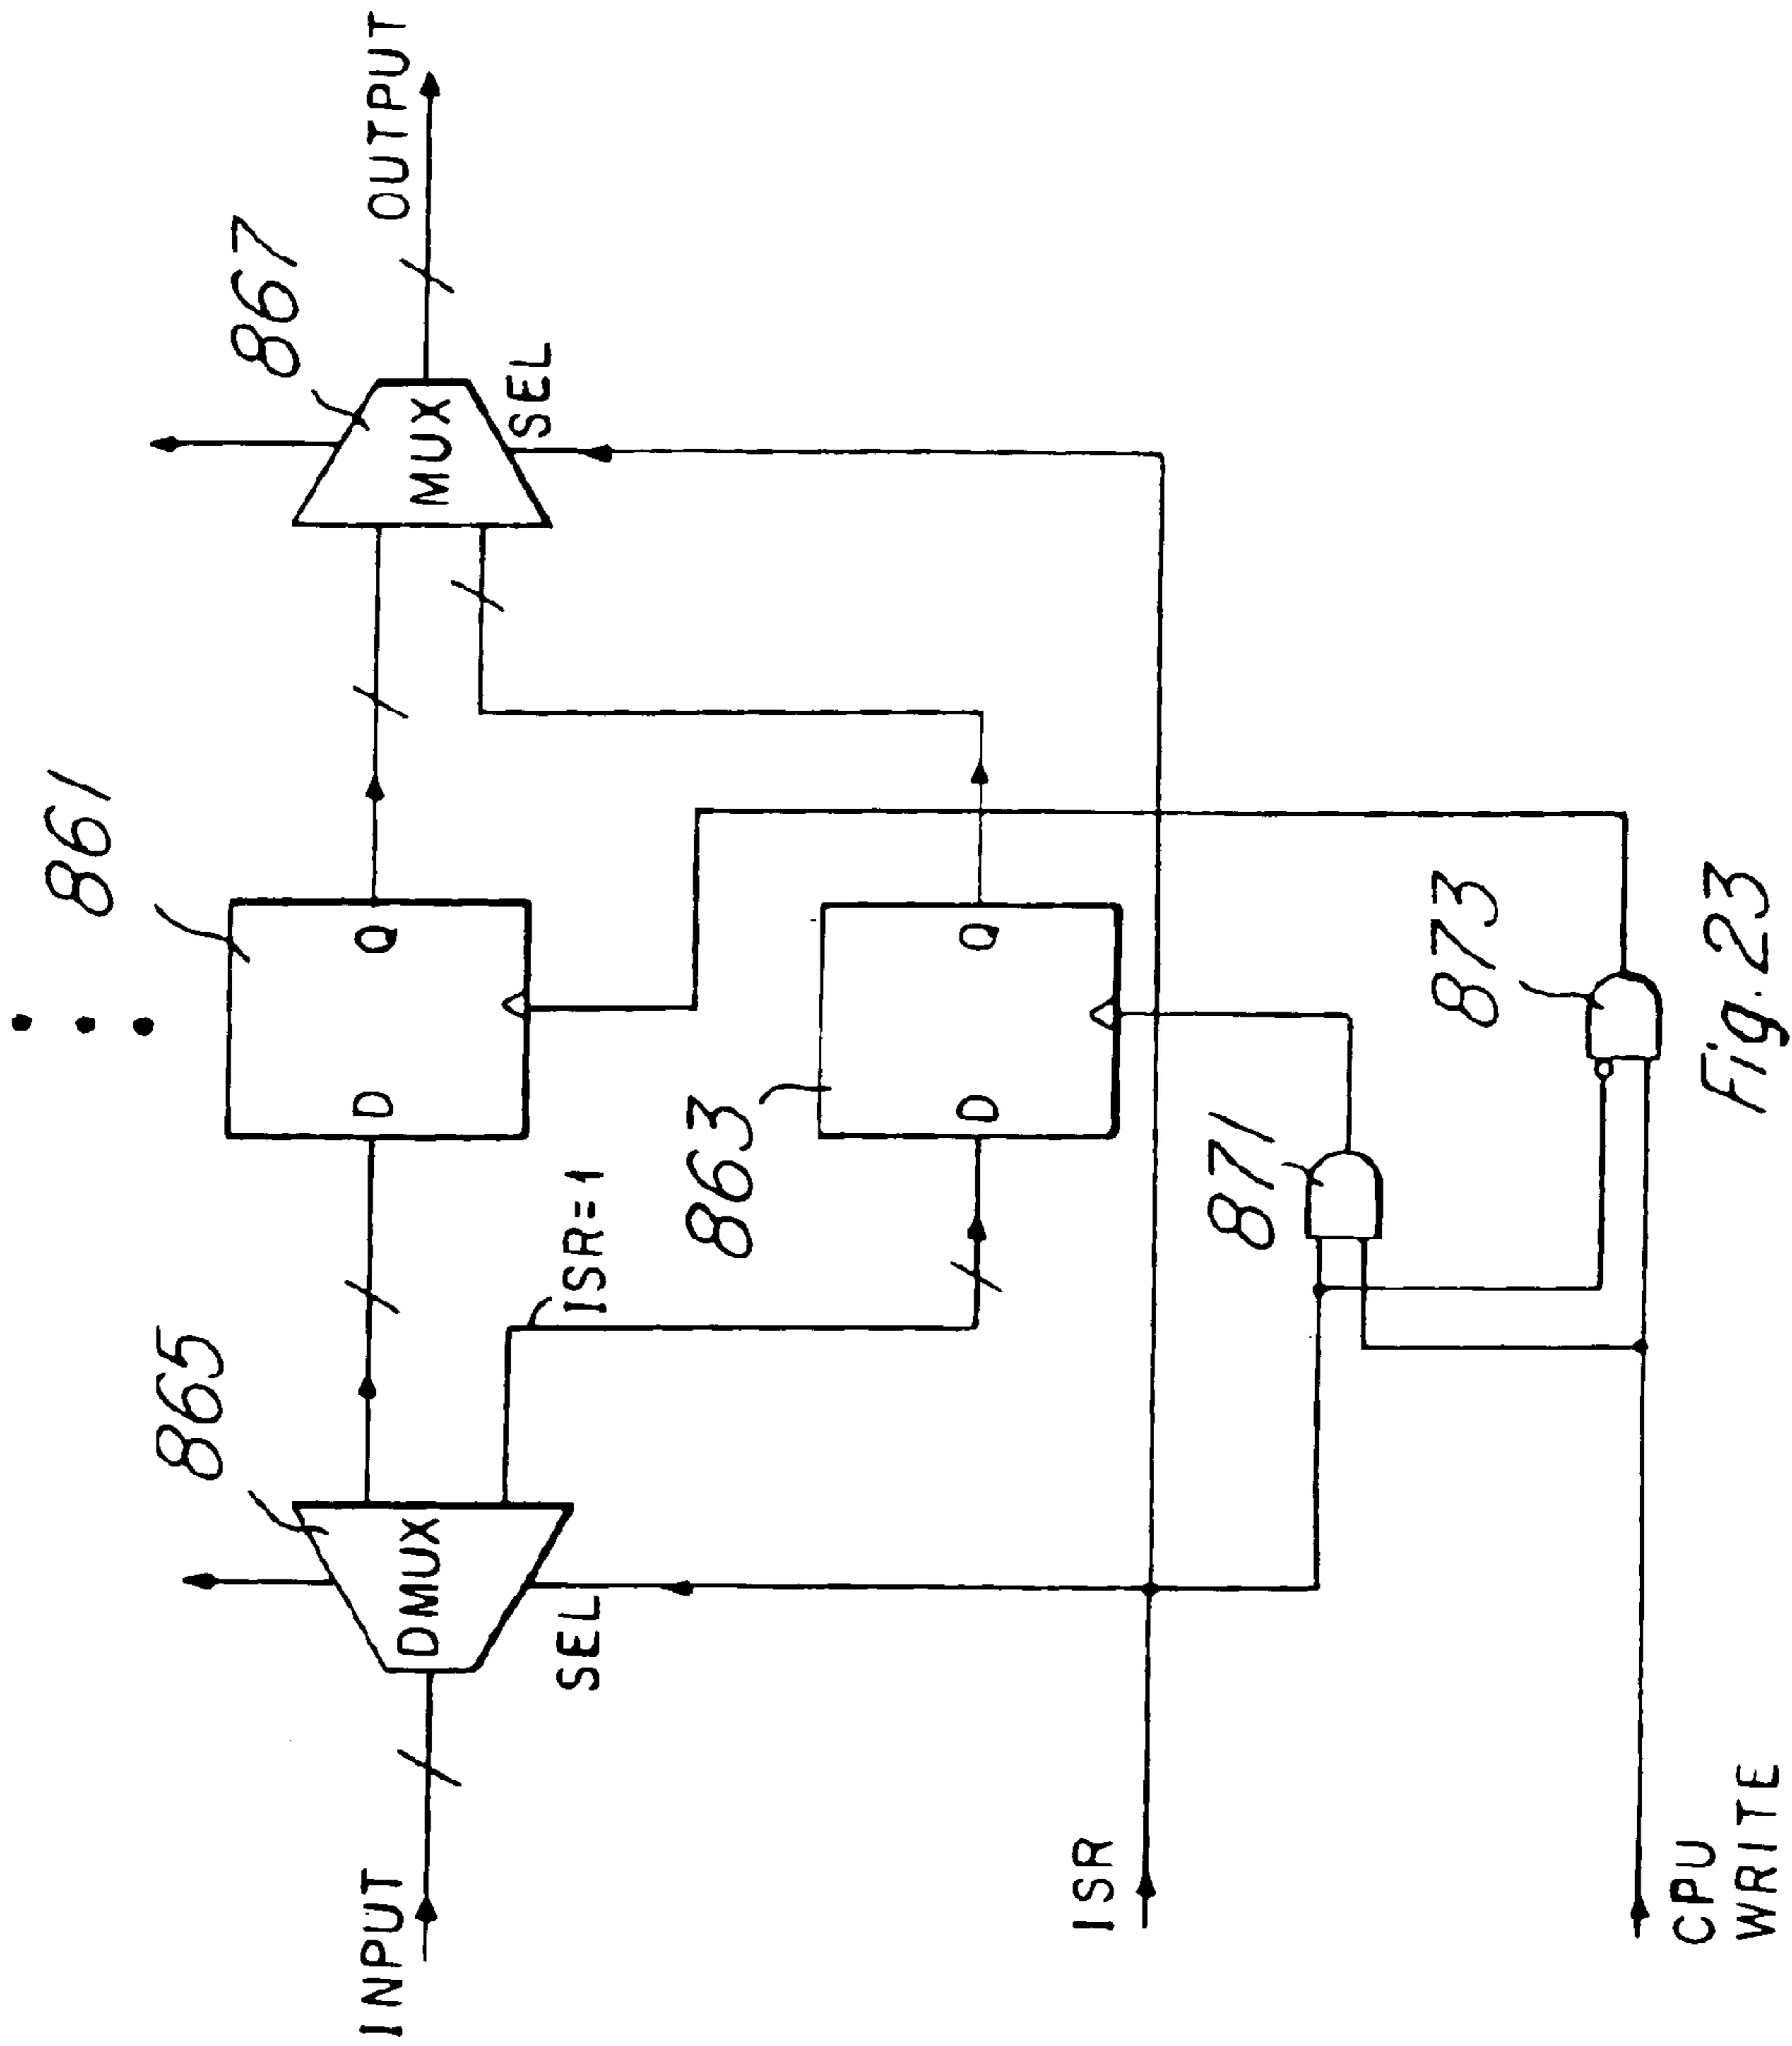 861
867
OUTPUT
865
D
Q
MUX
DMUX
SEL
SEL
INPUT
ISR=1
863
D
Q
ISR
871
873
CPU
WRITE
Fig. 23